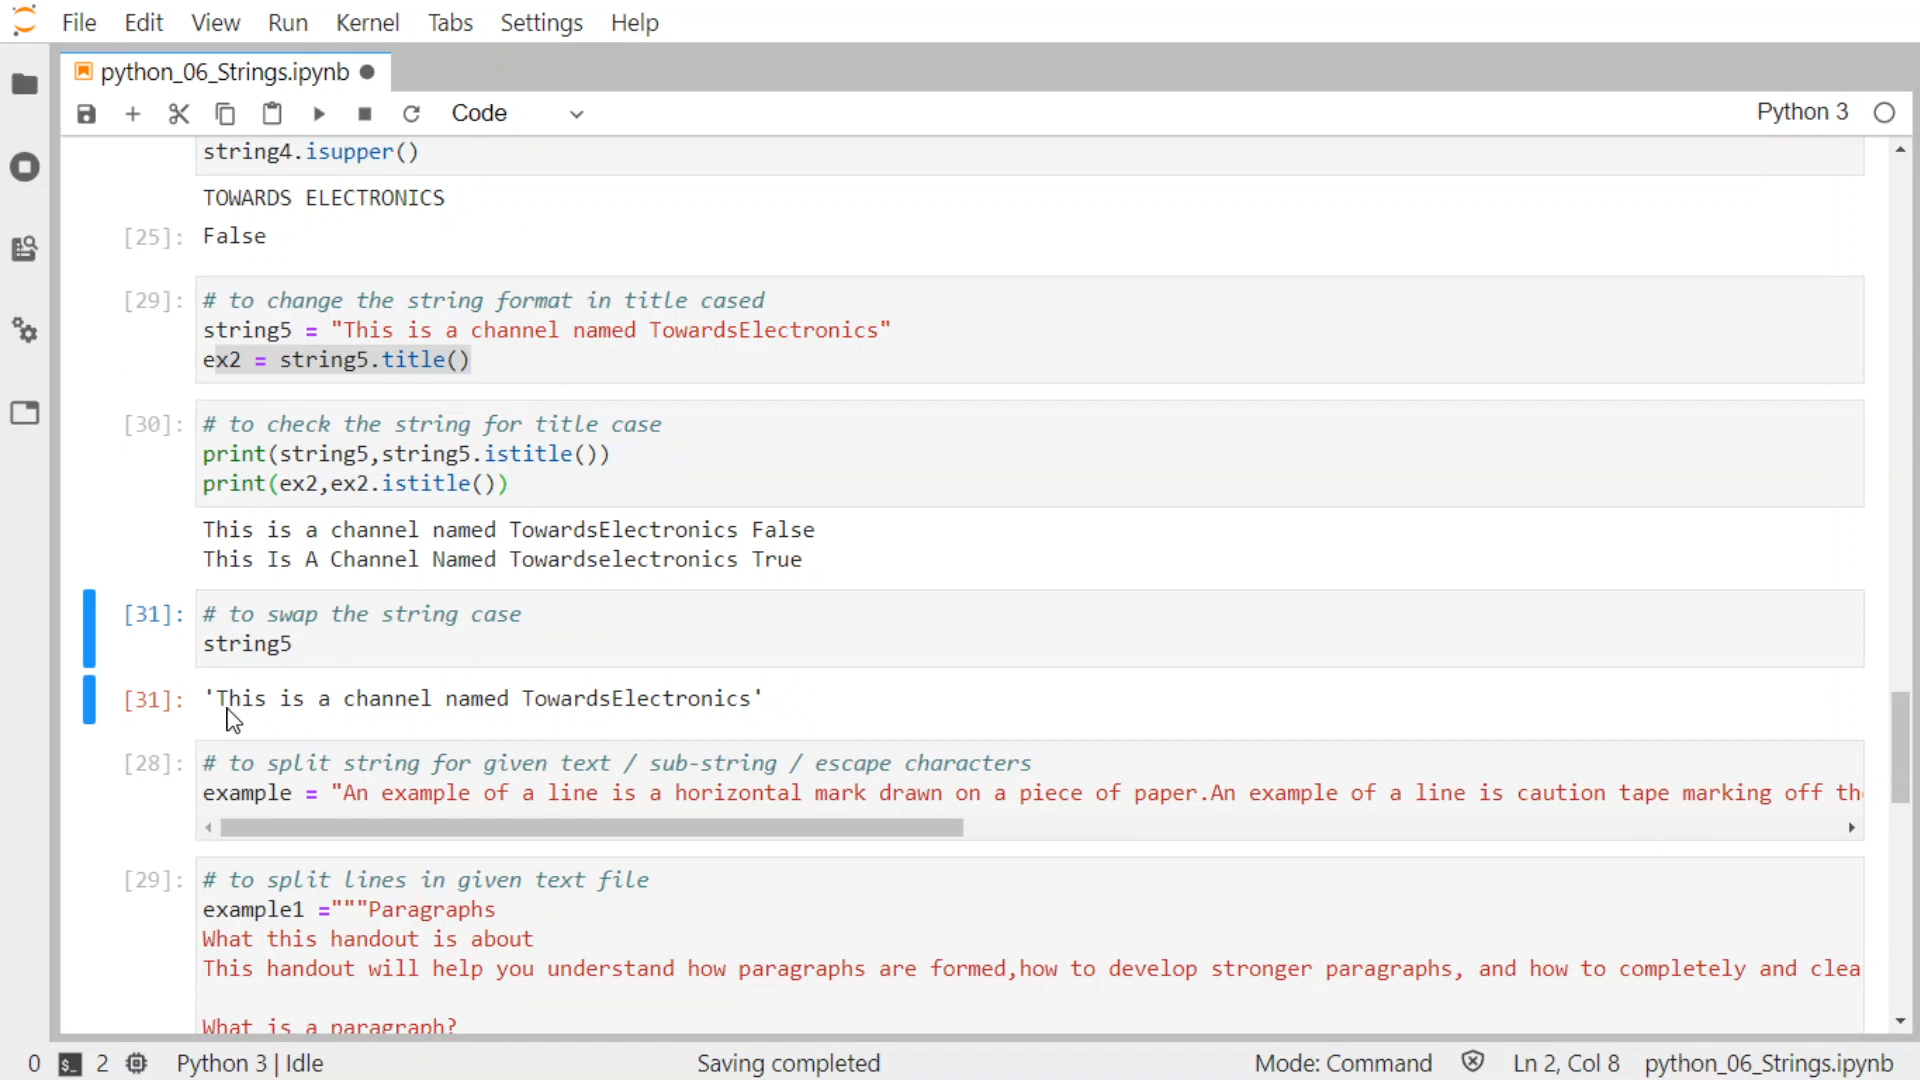 File Edit View Run Kernel Tabs Settings Help
python_06_Strings.ipynb
Code
Python 3
string4.isupper()
TOWARDS ELECTRONICS
[25]: False
[29]: # to change the string format in title cased
string5 = "This is a channel named TowardsElectronics"
ex2 = string5.title()
[30]: # to check the string for title case
print(string5,string5.istitle())
print(ex2,ex2.istitle())
This is a channel named TowardsElectronics False
This Is A Channel Named Towardselectronics True
[31]: # to swap the string case
string5
[31]: 'This is a channel named TowardsElectronics'
[28]: # to split string for given text / sub-string / escape characters
example = "An example of a line is a horizontal mark drawn on a piece of paper.An example of a line is caution tape marking off th
[29]: # to split lines in given text file
example1 ="""Paragraphs
What this handout is about
This handout will help you understand how paragraphs are formed,how to develop stronger paragraphs, and how to completely and clea
What is a paragraph?
0 $_ 2 Python 3 | Idle Saving completed Mode: Command Ln 2, Col 8 python_06_Strings.ipynb